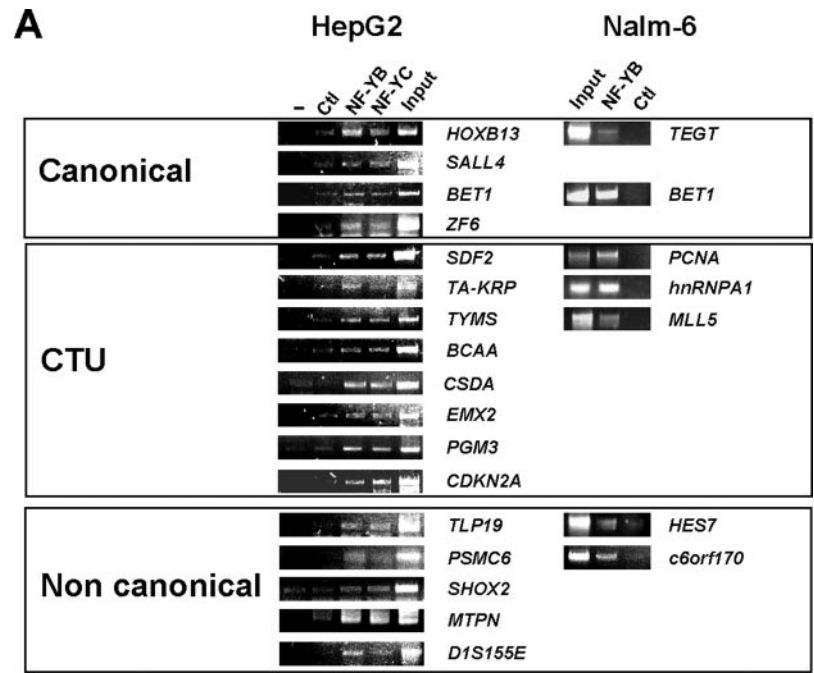 A
HepG2 Nalm-6
– Ctl NF-YB NF-YC Input Input NF-YB Ctl
Canonical
HOXB13 TEGT
SALL4
BET1 BET1
ZF6
CTU
SDF2 PCNA
TA-KRP hnRNPA1
TYMS MLL5
BCAA
CSDA
EMX2
PGM3
CDKN2A
Non canonical
TLP19 HES7
PSMC6 c6orf170
SHOX2
MTPN
D1S155E